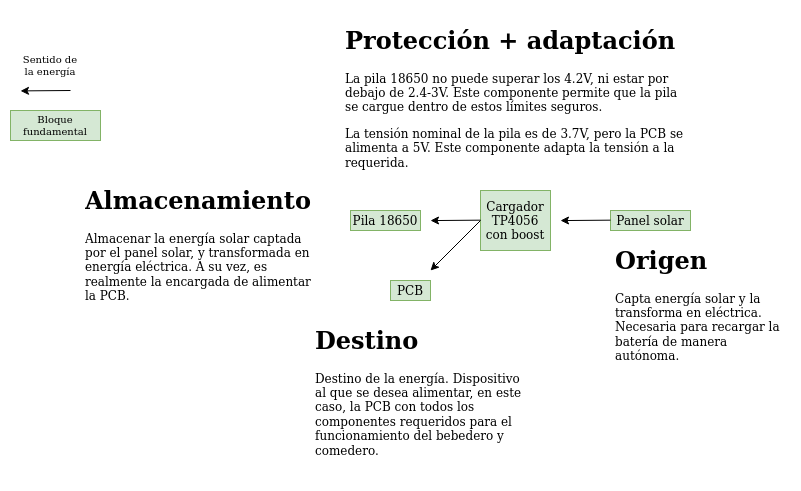 Protección + adaptación
Sentido de
la energía
La pila 18650 no puede superar los 4.2V, ni estar por
debajo de 2.4-3V. Este componente permite que la pila
se cargue dentro de estos límites seguros.
Bloque
fundamental
La tensión nominal de la pila es de 3.7V, pero la PCB se
alimenta a 5V. Este componente adapta la tensión a la
requerida.
Almacenamiento
Almacenar la energía solar captada
por el panel solar, y transformada en
energía eléctrica. A su vez, es
realmente la encargada de alimentar
la PCB.
Pila 18650
Cargador
TP4056
con boost
Panel solar
PCB
Origen
Capta energía solar y la
transforma en eléctrica.
Necesaria para recargar la
batería de manera
autónoma.
Destino
Destino de la energía. Dispositivo
al que se desea alimentar, en este
caso, la PCB con todos los
componentes requeridos para el
funcionamiento del bebedero y
comedero.